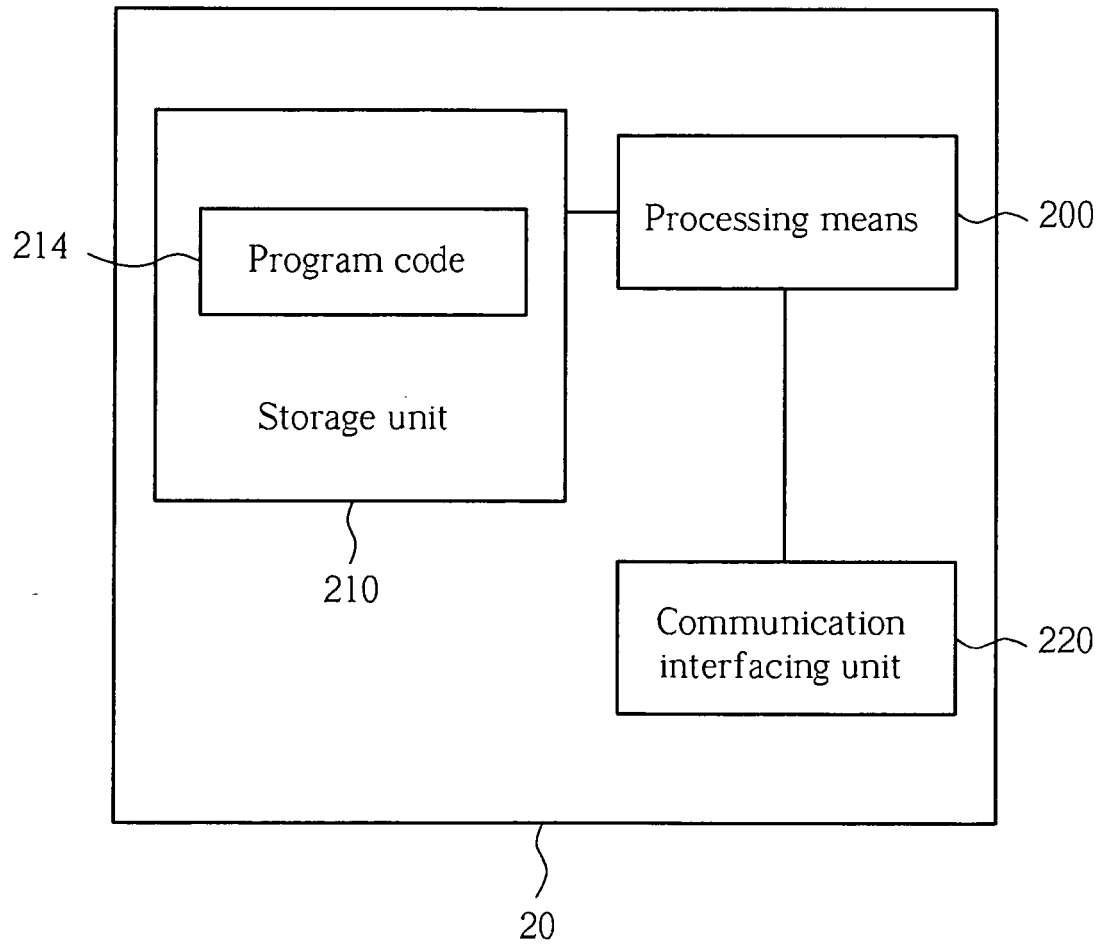 Processing means
200
214
Program code
Storage unit
210
Communication
interfacing unit
220
20